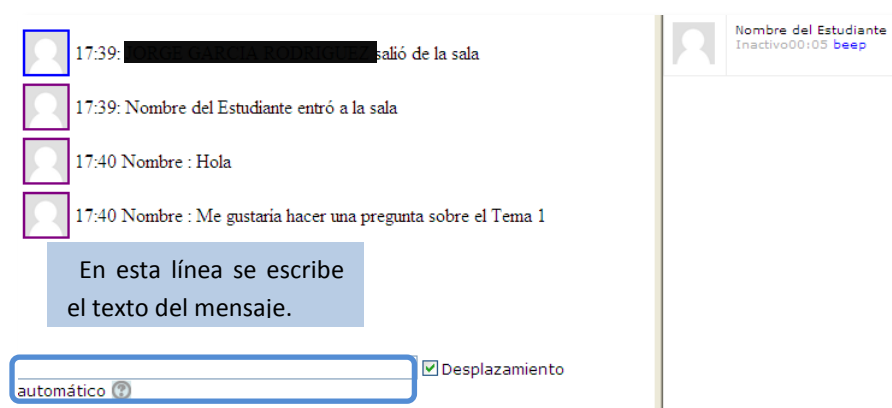 17:39: salió de la sala
17:39: Nombre del Estudiante entró a la sala
17:40 Nombre : Hola
17:40 Nombre : Me gustaria hacer una pregunta sobre el Tema 1
En esta línea se escribe
el texto del mensaje.
Desplazamiento
automático ?
Nombre del Estudiante
Inactivo00:05 beep